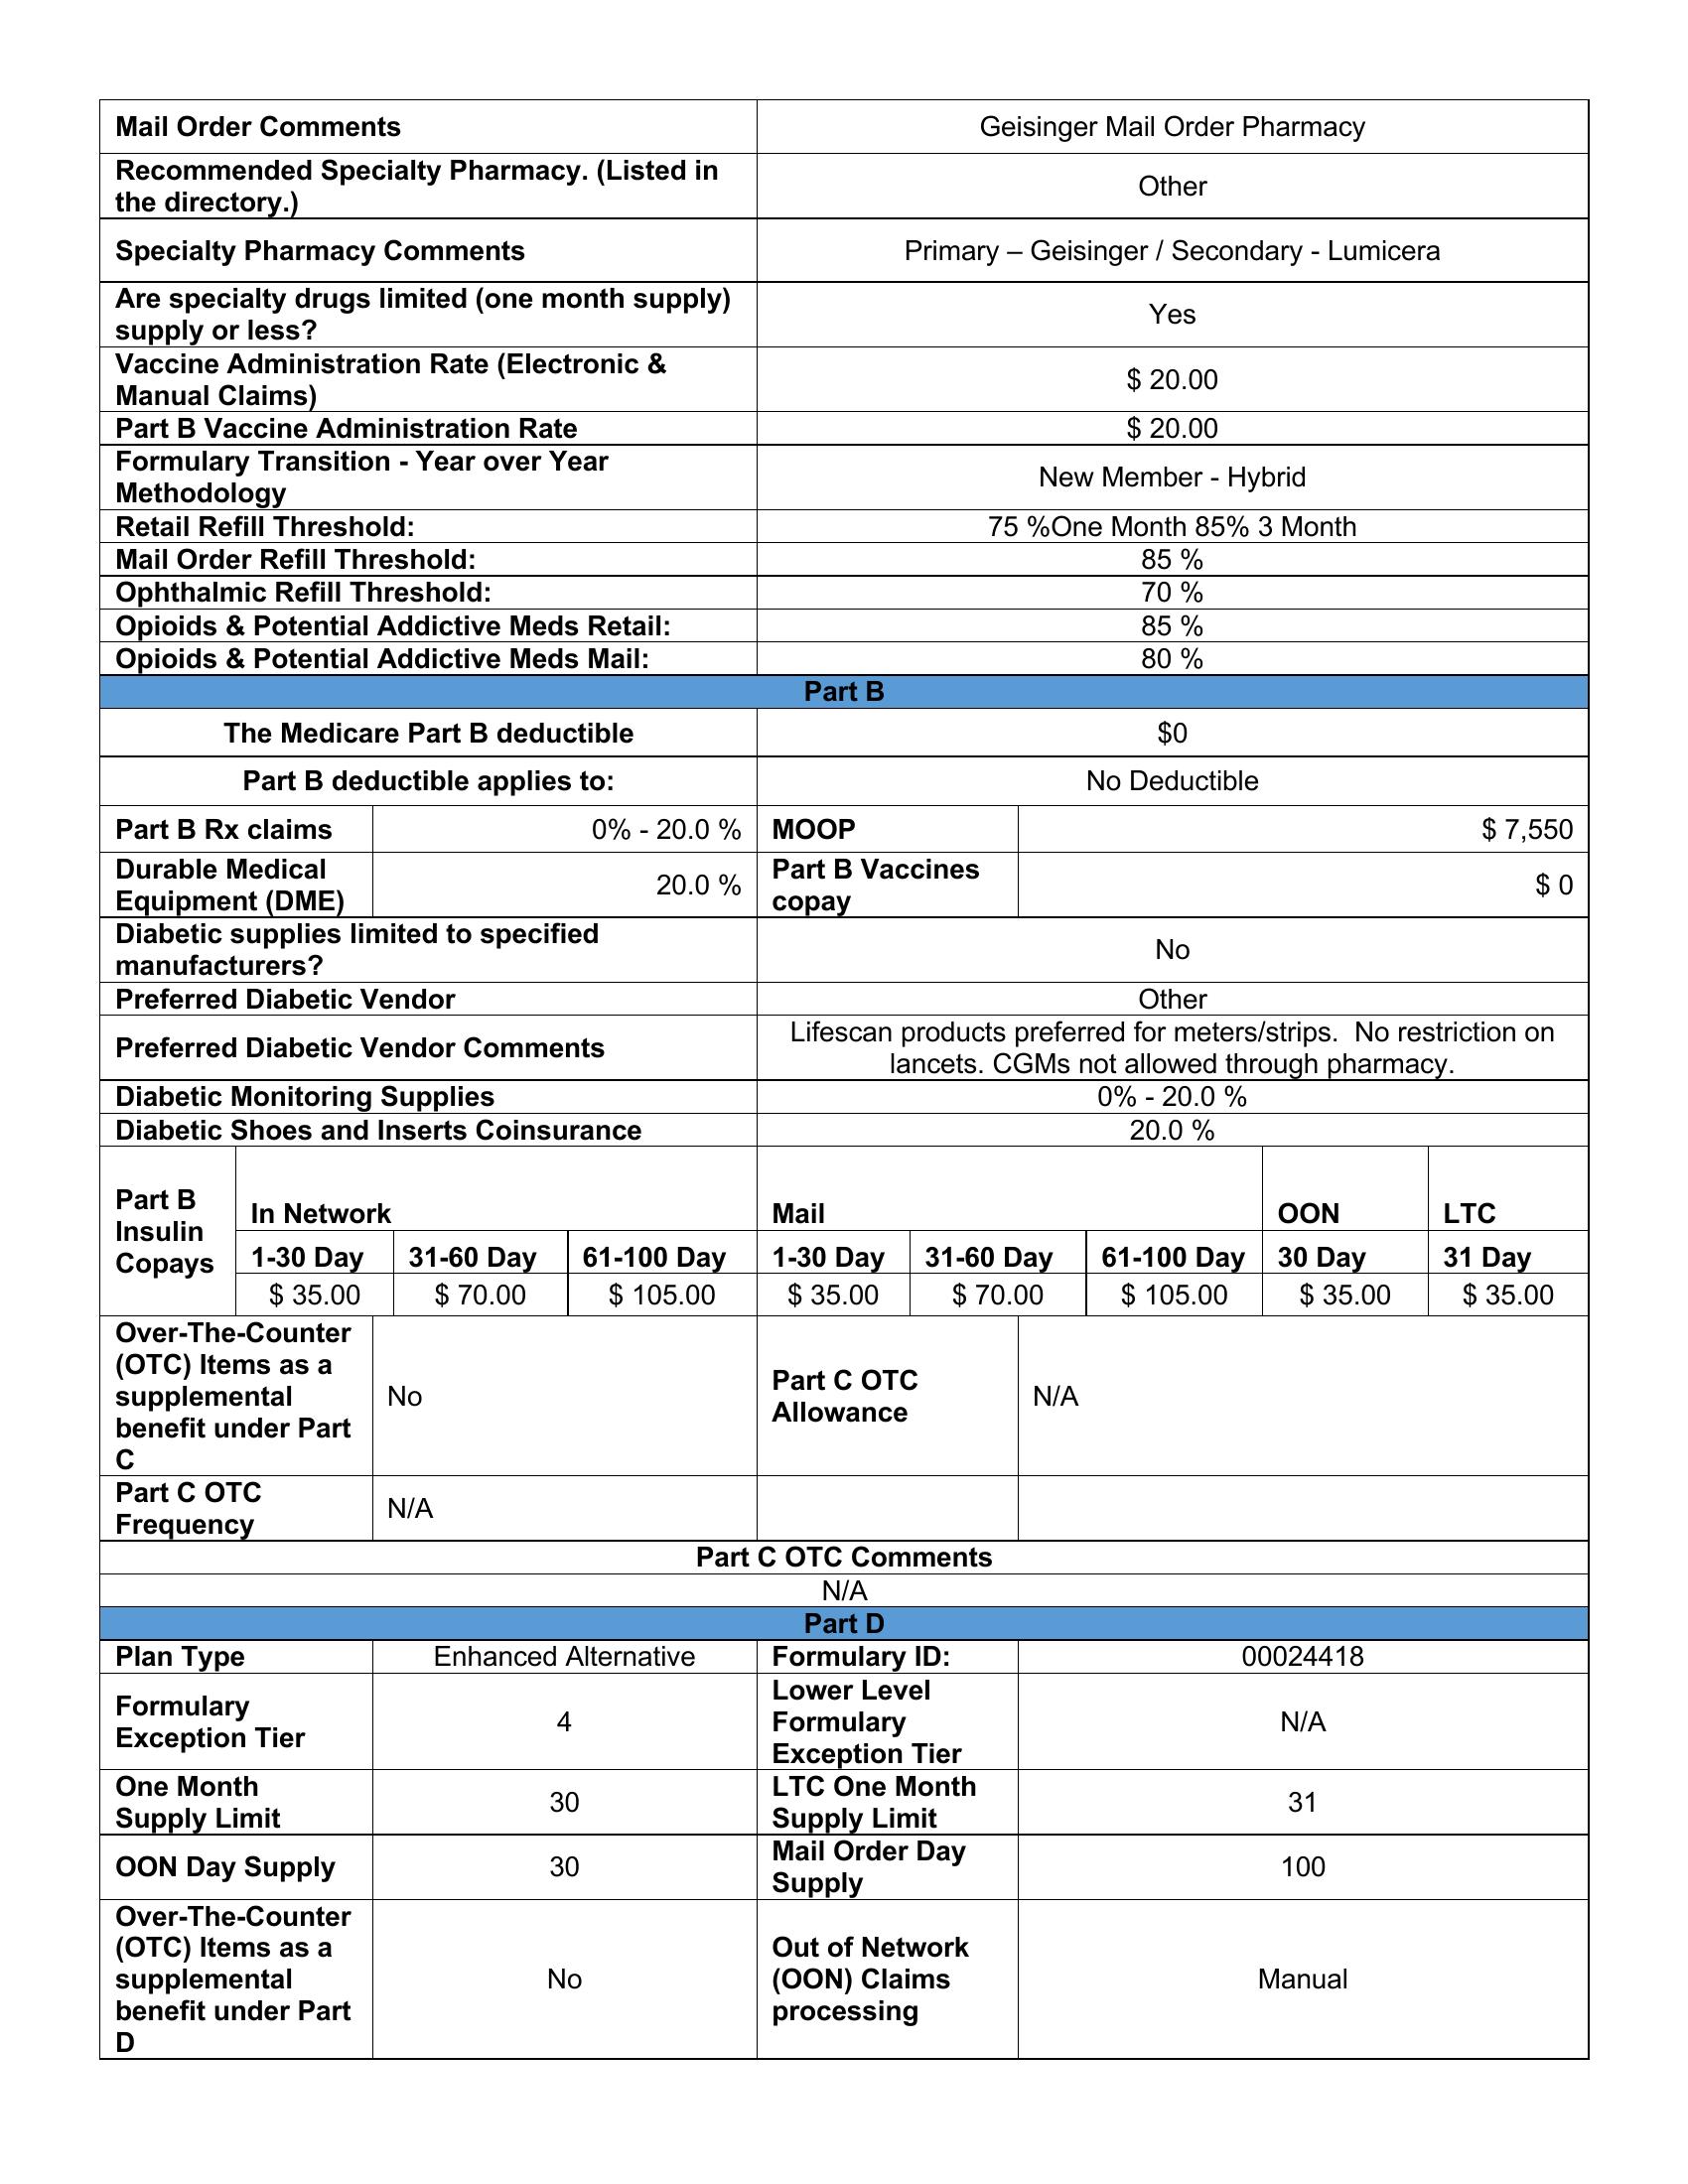 Mail Order Comments
Geisinger Mail Order Pharmacy
Recommended Specialty Pharmacy. (Listed in
the directory.)
Other
Specialty Pharmacy Comments
Primary – Geisinger / Secondary - Lumicera
Are specialty drugs limited (one month supply)
supply or less?
Yes
Vaccine Administration Rate (Electronic &
Manual Claims)
$ 20.00
Part B Vaccine Administration Rate
$ 20.00
Formulary Transition - Year over Year
Methodology
New Member - Hybrid
Retail Refill Threshold:
75 %One Month 85% 3 Month
Mail Order Refill Threshold:
85 %
Ophthalmic Refill Threshold:
70 %
Opioids & Potential Addictive Meds Retail:
85 %
Opioids & Potential Addictive Meds Mail:
80 %
Part B
The Medicare Part B deductible
$0
Part B deductible applies to:
No Deductible
Part B Rx claims
0% - 20.0 %
MOOP
$ 7,550
Durable Medical
Equipment (DME)
20.0 %
Part B Vaccines
copay
$ 0
Diabetic supplies limited to specified
manufacturers?
No
Preferred Diabetic Vendor
Other
Preferred Diabetic Vendor Comments
Lifescan products preferred for meters/strips.  No restriction on
lancets. CGMs not allowed through pharmacy.
Diabetic Monitoring Supplies
0% - 20.0 %
Diabetic Shoes and Inserts Coinsurance
20.0 %
Part B
Insulin
Copays
In Network
Mail
OON
LTC
1-30 Day
31-60 Day
61-100 Day
1-30 Day
31-60 Day
61-100 Day
30 Day
31 Day
$ 35.00
$ 70.00
$ 105.00
$ 35.00
$ 70.00
$ 105.00
$ 35.00
$ 35.00
Over-The-Counter
(OTC) Items as a
supplemental
benefit under Part
C
No
Part C OTC
Allowance
N/A
Part C OTC
Frequency
N/A
Part C OTC Comments
N/A
Part D
Plan Type
Enhanced Alternative
Formulary ID:
00024418
Formulary
Exception Tier
4
Lower Level
Formulary
Exception Tier
N/A
One Month
Supply Limit
30
LTC One Month
Supply Limit
31
OON Day Supply
30
Mail Order Day
Supply
100
Over-The-Counter
(OTC) Items as a
supplemental
benefit under Part
D
No
Out of Network
(OON) Claims
processing
Manual